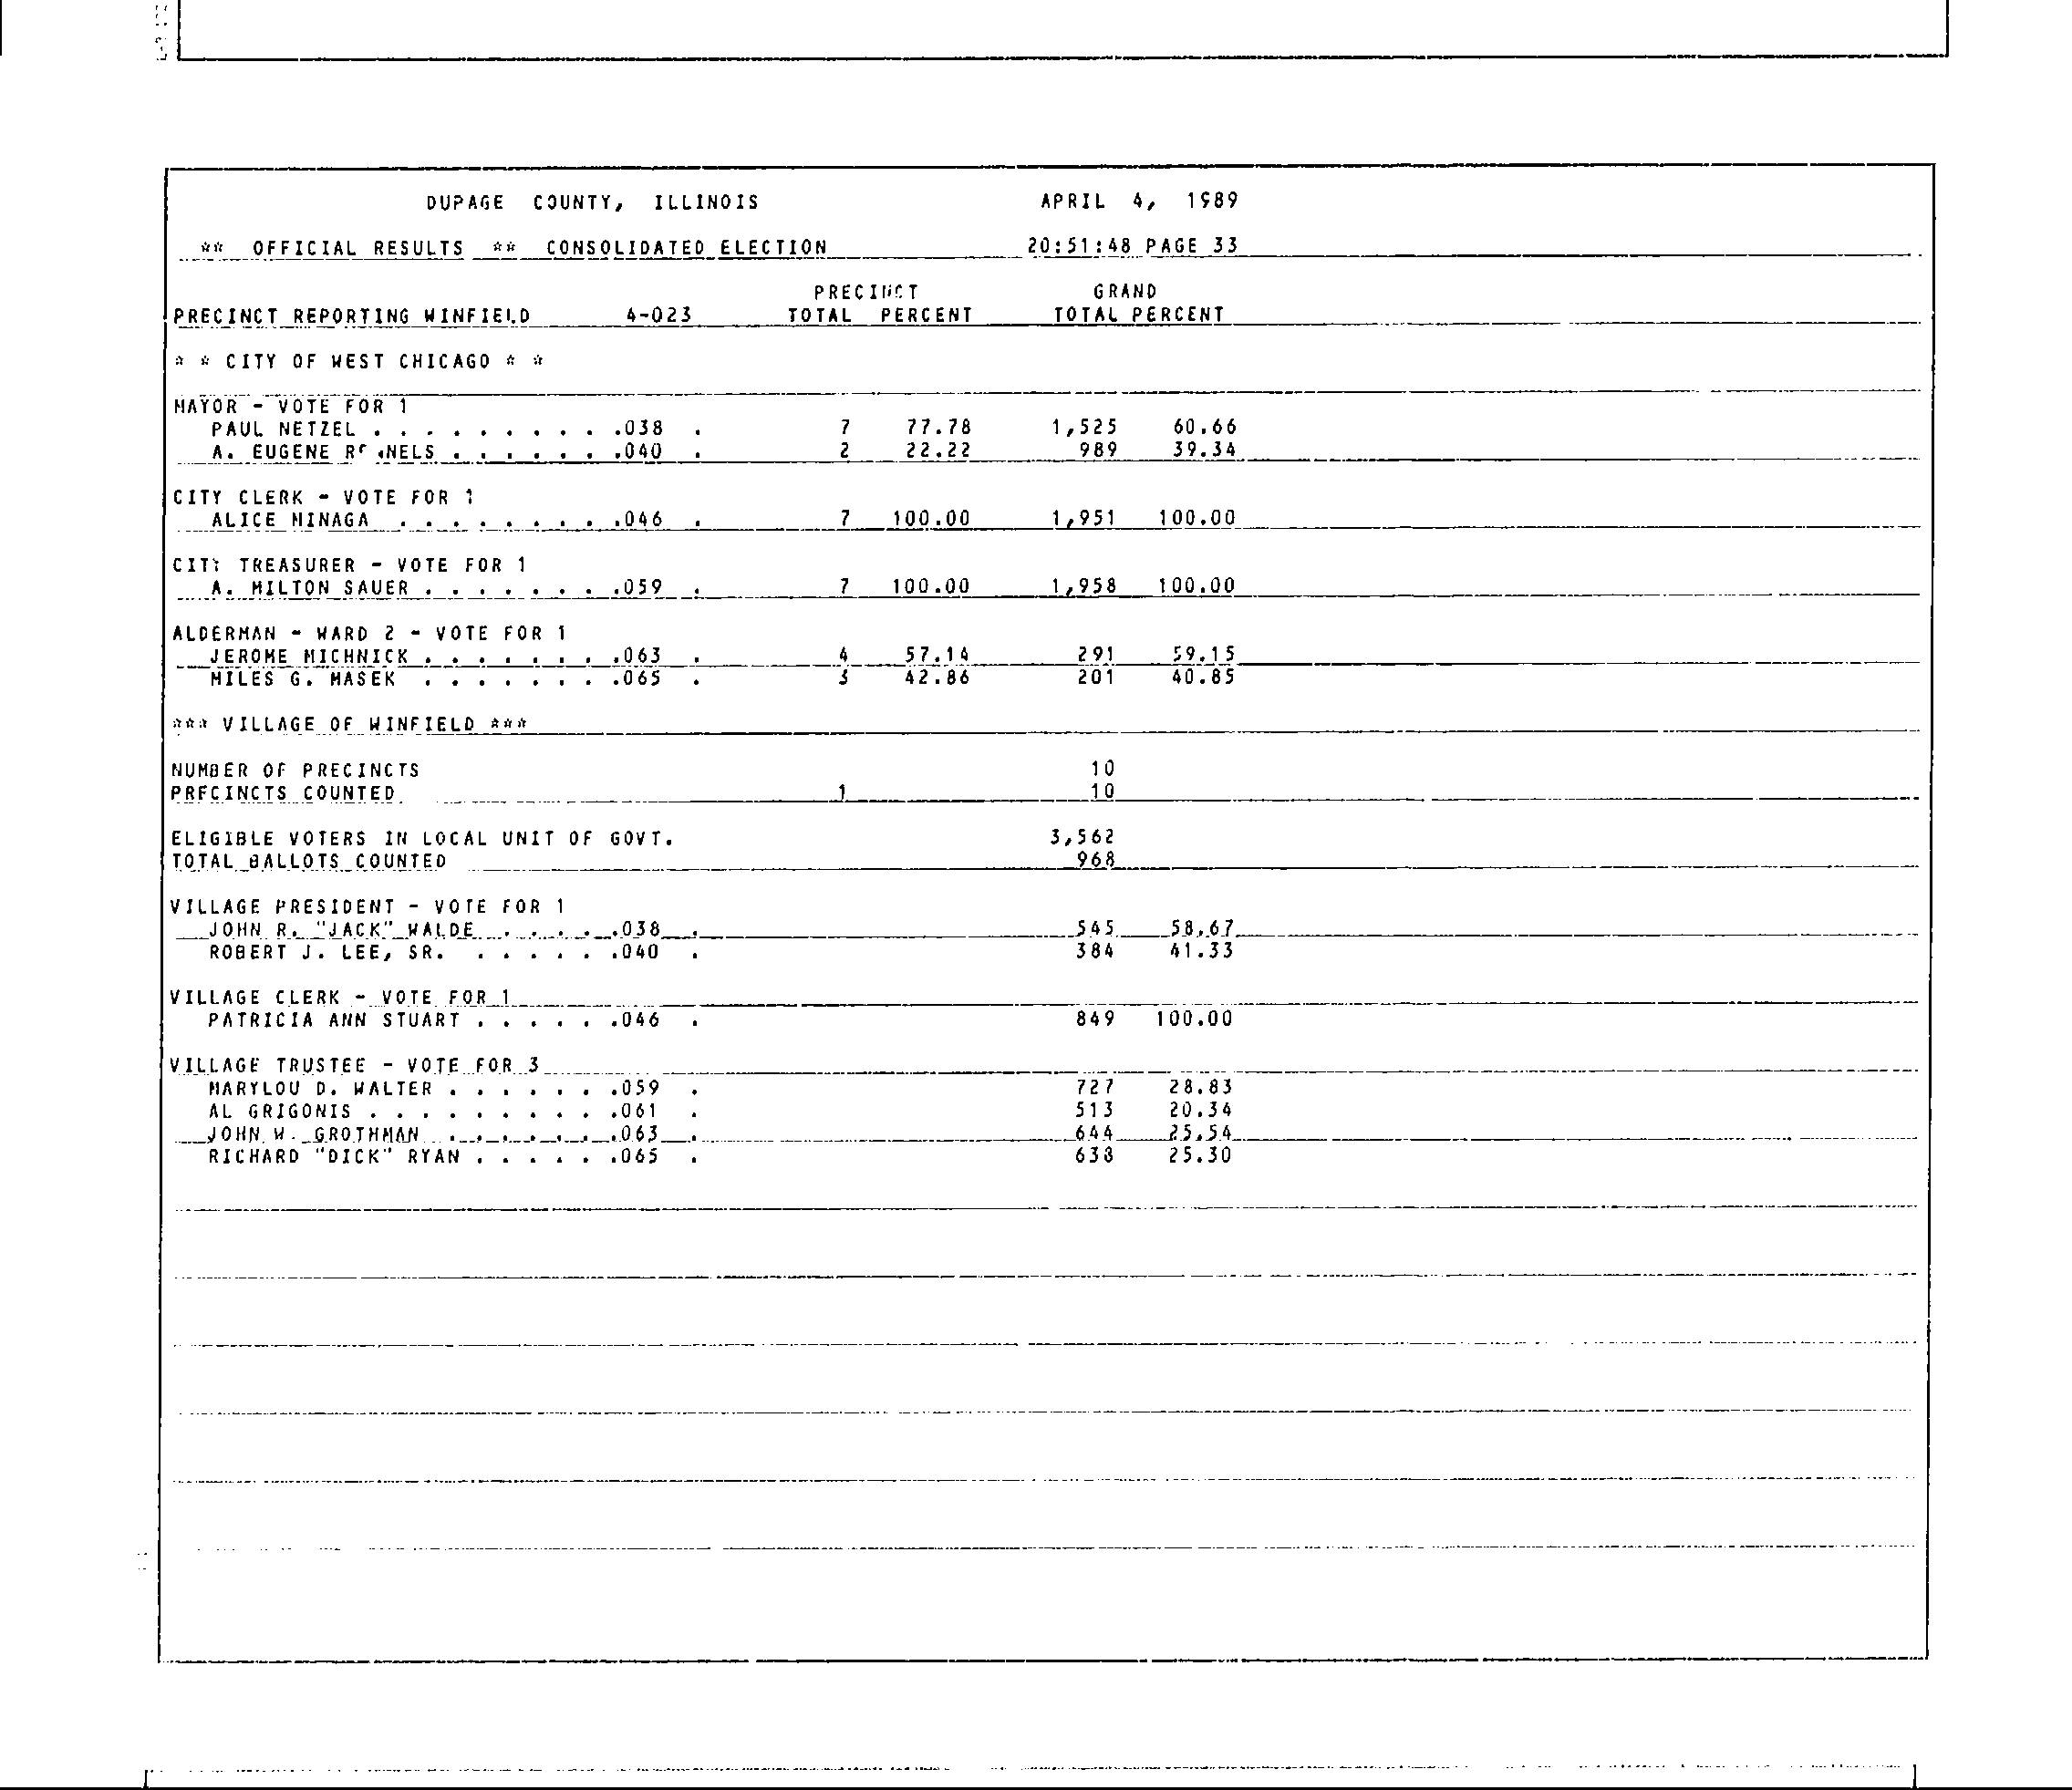 DUPAGE COUNTY, ILLINOIS APRIL 4, 1989
** OFFICIAL RESULTS ** CONSOLIDATED ELECTION 20:51:48 PAGE 33
PRECINCT GRAND
PRECINCT REPORTING WINFIELD 4-023 TOTAL PERCENT TOTAL PERCENT
* * CITY OF WEST CHICAGO * *
MAYOR - VOTE FOR 1
PAUL NETZEL . . . . . . . . . .038 . 7 77.78 1,525 60.66
A. EUGENE . . . . . . .040 . 2 22.22 989 39.34
CITY CLERK - VOTE FOR 1
ALICE MINAGA . . . . . . . . .046 . 7 100.00 1,951 100.00
CITY TREASURER - VOTE FOR 1
A. MILTON SAUER . . . . . . . .059 . 7 100.00 1,958 100.00
ALDERMAN - WARD 2 - VOTE FOR 1
JEROME MICHNICK . . . . . . . .063 . 4 57.14 291 59.15
MILES G. MASEK . . . . . . . .065 . 3 42.86 201 40.85
*** VILLAGE OF WINFIELD ***
NUMBER OF PRECINCTS 10
PRECINCTS COUNTED 1 10
ELIGIBLE VOTERS IN LOCAL UNIT OF GOVT. 3,562
TOTAL BALLOTS COUNTED 968
VILLAGE PRESIDENT - VOTE FOR 1
JOHN R. "JACK" WALDE . . . . .038 . 545 58.67
ROBERT J. LEE, SR. . . . . . .040 . 384 41.33
VILLAGE CLERK - VOTE FOR 1
PATRICIA ANN STUART . . . . . .046 . 849 100.00
VILLAGE TRUSTEE - VOTE FOR 3
MARYLOU D. WALTER . . . . . . .059 . 727 28.83
AL GRIGONIS . . . . . . . . . .061 . 513 20.34
JOHN W. GROTHMAN . . . . . . .063 . 644 25.54
RICHARD "DICK" RYAN . . . . . .065 . 638 25.30